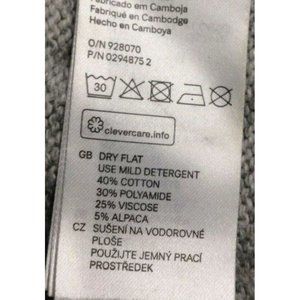 Fabricado em Camboja
Fabriqué en Cambodge
Hecho en Camboya
O/N 928070
P/N 0294875 2
30
clevercare.info
GB DRY FLAT
USE MILD DETERGENT
40% COTTON
30% POLYAMIDE
25% VISCOSE
5% ALPACA
CZ SUŠENÍ NA VODOROVNÉ
PLOŠE
POUŽIJTE JEMNÝ PRACÍ
PROSTŘEDEK